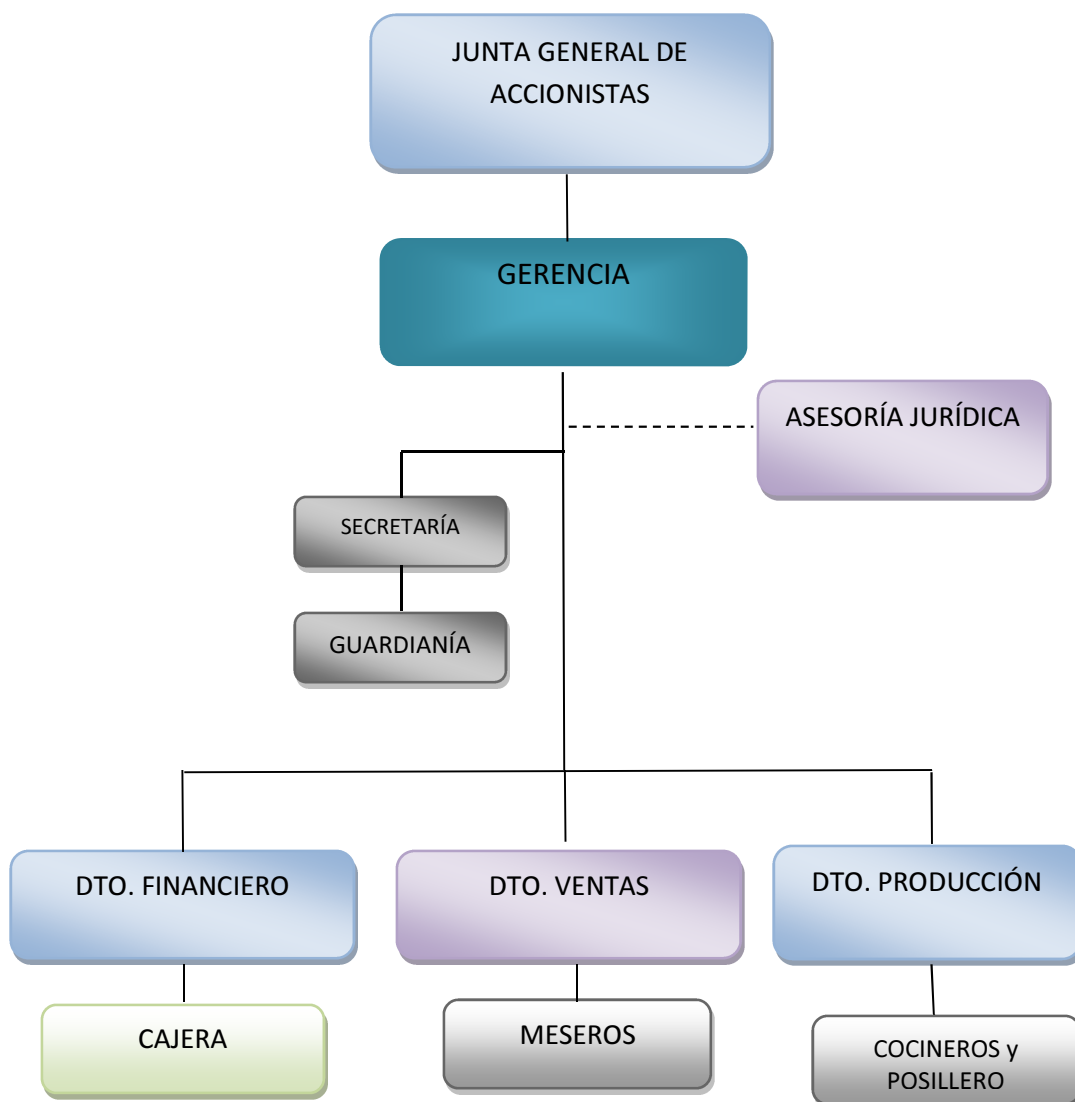 JUNTA GENERAL DE
ACCIONISTAS
GERENCIA
ASESORÍA JURÍDICA
SECRETARÍA
GUARDIANÍA
DTO. FINANCIERO
DTO. VENTAS
DTO. PRODUCCIÓN
CAJERA
MESEROS
COCINEROS y
POSILLERO